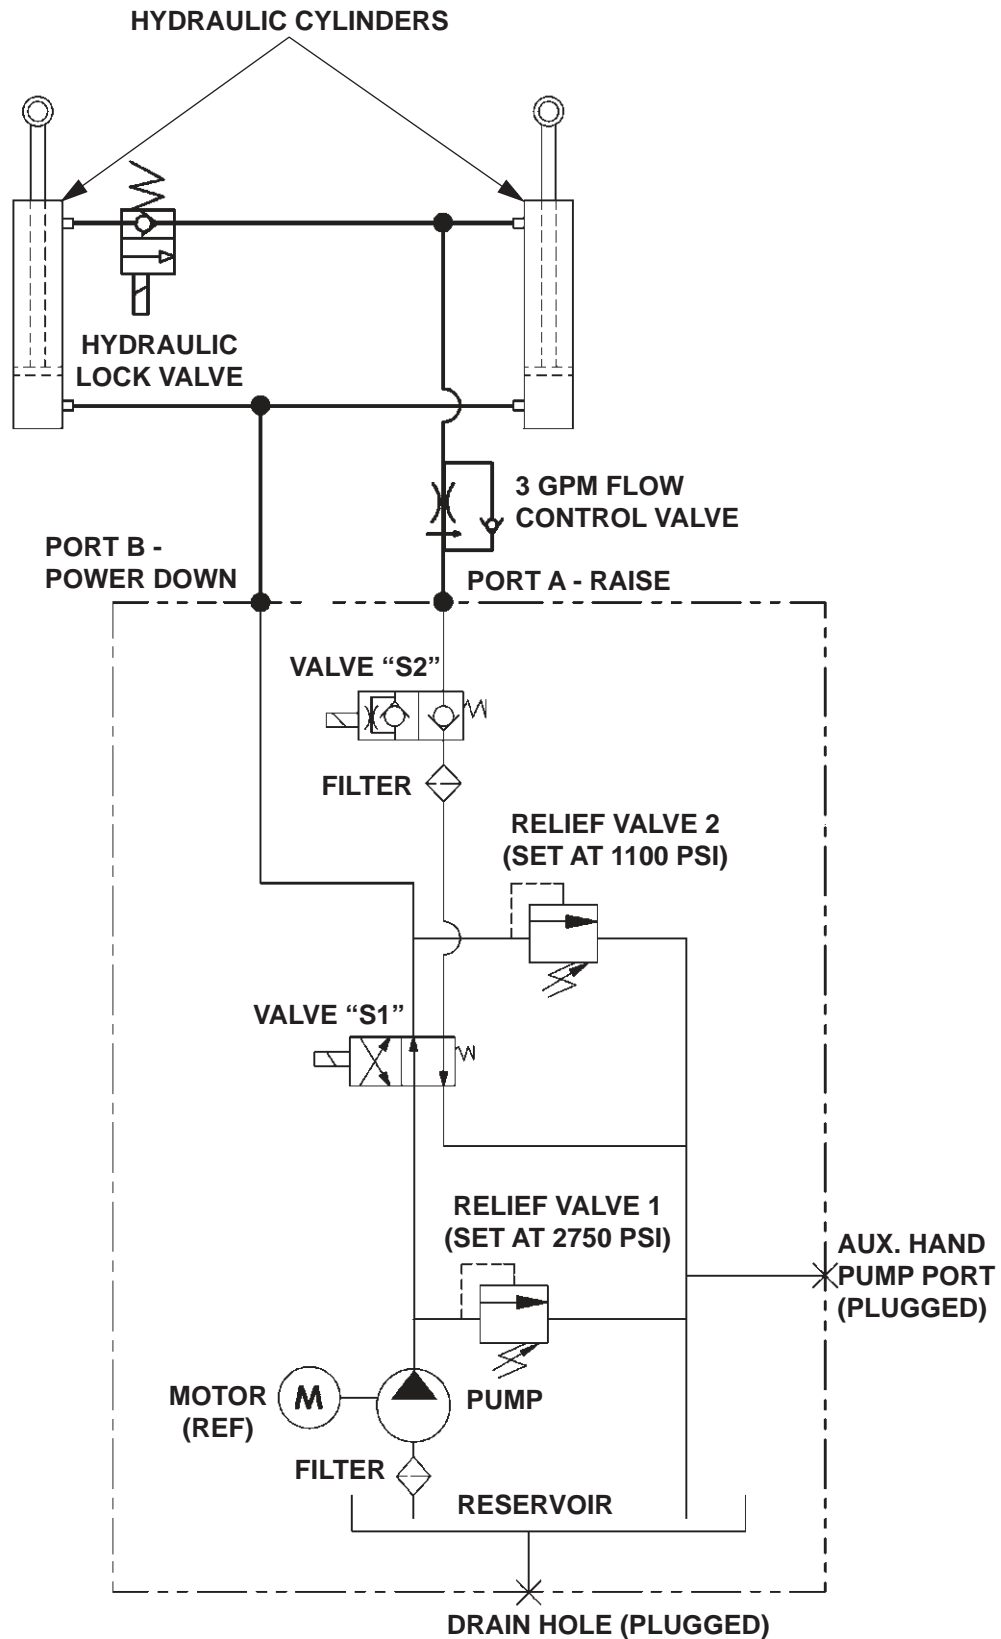 HYDRAULIC CYLINDERS
HYDRAULIC
LOCK VALVE
3 GPM FLOW
CONTROL VALVE
PORT B -
POWER DOWN
PORT A - RAISE
VALVE “S2”
FILTER
RELIEF VALVE 2
(SET AT 1100 PSI)
VALVE “S1”
RELIEF VALVE 1
(SET AT 2750 PSI)
AUX. HAND
PUMP PORT
(PLUGGED)
MOTOR
(REF)
M
PUMP
FILTER
RESERVOIR
DRAIN HOLE (PLUGGED)